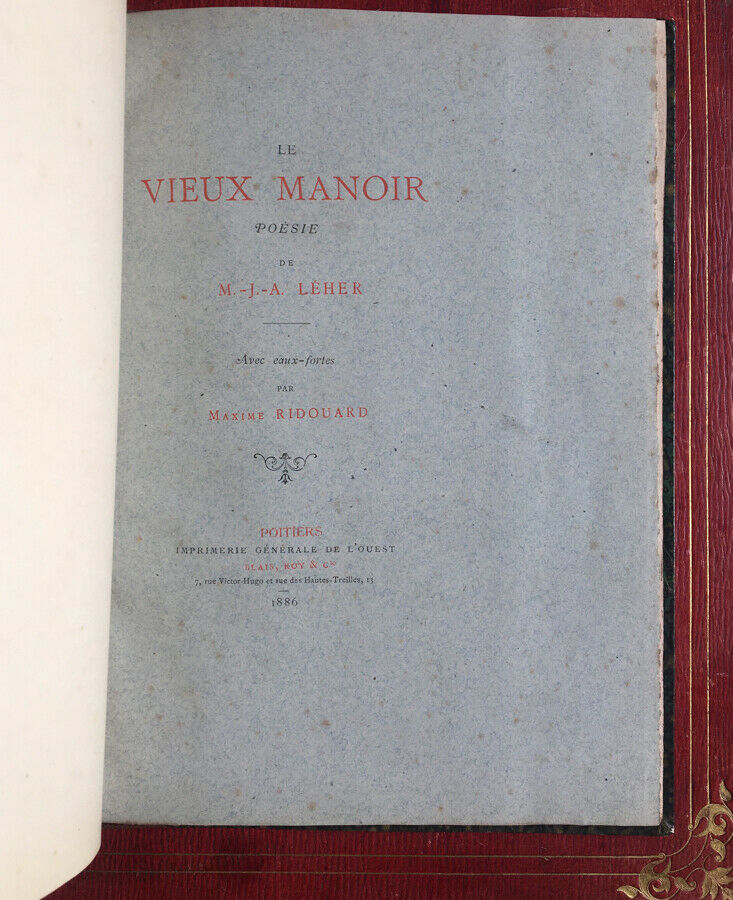 LE
VIEUX MANOIR
POÉSIE
DE
M.-J.-A. LÉHER
Avec eaux-fortes
PAR
MAXIME RIDOUARD
POITIERS
IMPRIMERIE GÉNÉRALE DE L'OUEST
BLAIS, ROY & Cie
7, rue Victor-Hugo et rue des Hautes-Treilles, 13
1886